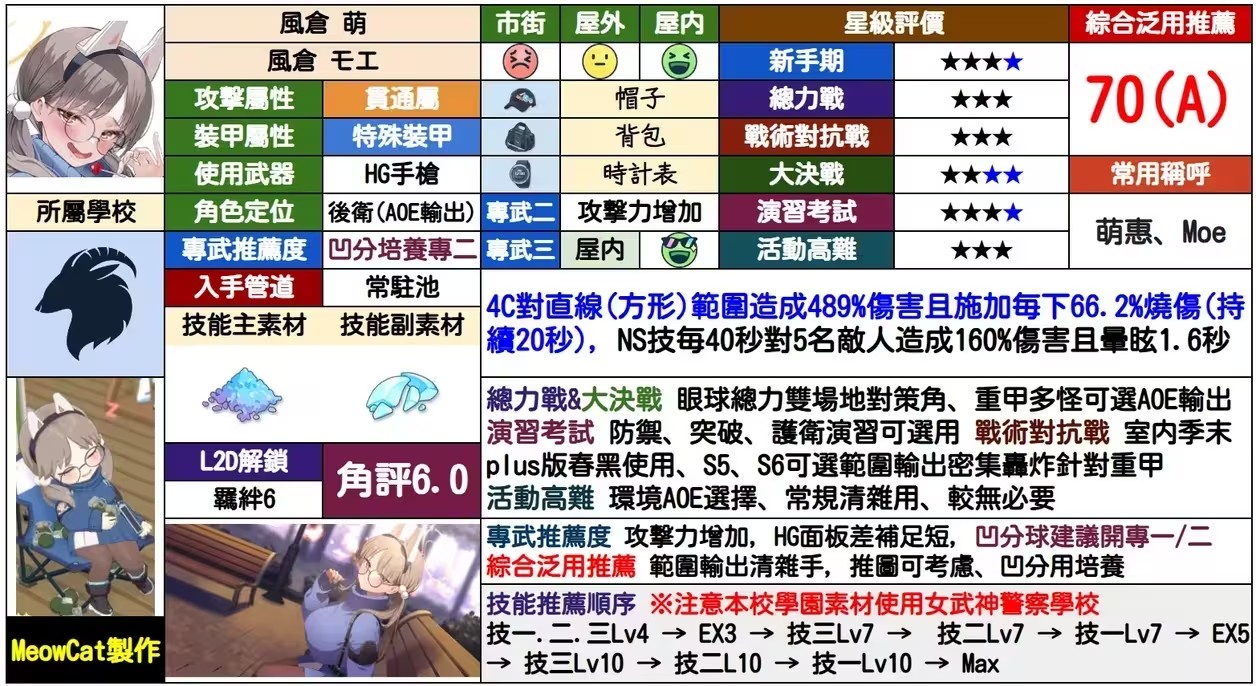 風倉 萌
市街 屋外 屋內
星級評價
綜合泛用推薦
風倉 モエ
新手期 ★★★★
70(A)
攻擊屬性 貫通屬
帽子
總力戰 ★★★
裝甲屬性 特殊裝甲
背包
戰術對抗戰 ★★★
使用武器 HG手槍
時計表
大決戰 ★★★★
常用稱呼
所屬學校
角色定位 後衛(AOE輸出)
專武二 攻擊力增加
演習考試 ★★★★
萌惠、Moe
專武推薦度 凹分培養專二
專武三 屋內
活動高難 ★★★
入手管道 常駐池
技能主素材 技能副素材
4C對直線(方形)範圍造成489%傷害且施加每下66.2%燒傷(持
續20秒), NS技每40秒對5名敵人造成160%傷害且暈眩1.6秒
總力戰&大決戰 眼球總力雙場地對策角、重甲多怪可選AOE輸出
演習考試 防禦、突破、護衛演習可選用 戰術對抗戰 室內季末
plus版春黑使用、S5、S6可選範圍輸出密集轟炸針對重甲
活動高難 環境AOE選擇、常規清雜用、較無必要
L2D解鎖
羈絆6
角評6.0
專武推薦度 攻擊力增加, HG面板差補足短, 凹分球建議開專一/二
綜合泛用推薦 範圍輸出清雜手, 推圖可考慮、凹分用培養
技能推薦順序 ※注意本校學園素材使用女武神警察學校
技一.二.三Lv4 → EX3 → 技三Lv7 → 技二Lv7 → 技一Lv7 → EX5
→ 技三Lv10 → 技二L10 → 技一Lv10 → Max
MeowCat製作